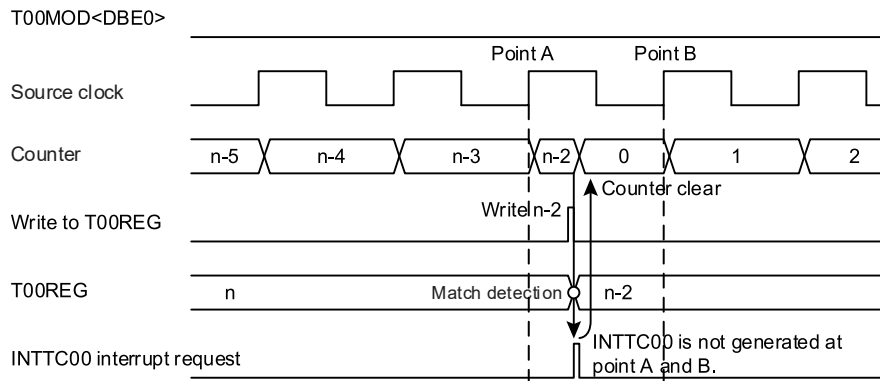 T00MOD<DBE0>
Point A
Point B
Source clock
Counter
n-5
n-4
n-3
n-2
0
1
2
Counter clear
Write n-2
Write to T00REG
T00REG
n
Match detection
n-2
INTTC00 is not generated at
point A and B.
INTTC00 interrupt request